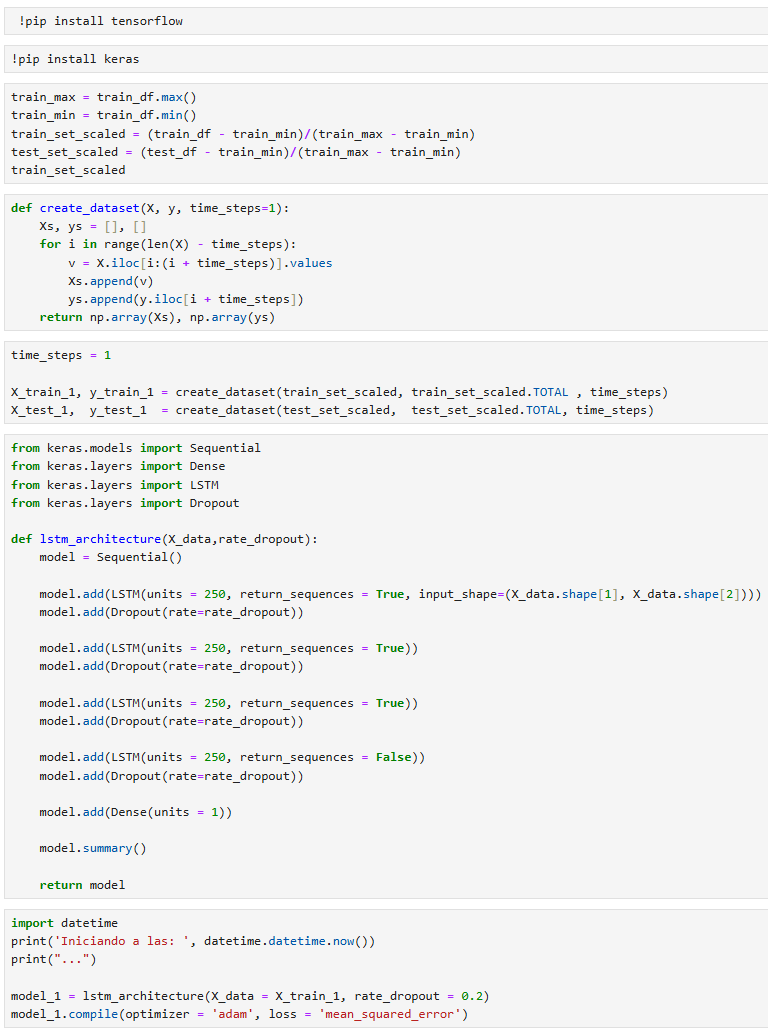 !pip install tensorflow
!pip install keras
train_max = train_df.max()
train_min = train_df.min()
train_set_scaled = (train_df - train_min)/(train_max - train_min)
test_set_scaled = (test_df - train_min)/(train_max - train_min)
train_set_scaled
def create_dataset(X, y, time_steps=1):
    Xs, ys = [], []
    for i in range(len(X) - time_steps):
        v = X.iloc[i:(i + time_steps)].values
        Xs.append(v)
        ys.append(y.iloc[i + time_steps])
    return np.array(Xs), np.array(ys)
time_steps = 1
X_train_1, y_train_1 = create_dataset(train_set_scaled, train_set_scaled.TOTAL , time_steps)
X_test_1,  y_test_1  = create_dataset(test_set_scaled,  test_set_scaled.TOTAL, time_steps)
from keras.models import Sequential
from keras.layers import Dense
from keras.layers import LSTM
from keras.layers import Dropout
def lstm_architecture(X_data,rate_dropout):
    model = Sequential()
    model.add(LSTM(units = 250, return_sequences = True, input_shape=(X_data.shape[1], X_data.shape[2])))
    model.add(Dropout(rate=rate_dropout))
    model.add(LSTM(units = 250, return_sequences = True))
    model.add(Dropout(rate=rate_dropout))
    model.add(LSTM(units = 250, return_sequences = True))
    model.add(Dropout(rate=rate_dropout))
    model.add(LSTM(units = 250, return_sequences = False))
    model.add(Dropout(rate=rate_dropout))
    model.add(Dense(units = 1))
    model.summary()
    return model
import datetime
print('Iniciando a las: ', datetime.datetime.now())
print("...")
model_1 = lstm_architecture(X_data = X_train_1, rate_dropout = 0.2)
model_1.compile(optimizer = 'adam', loss = 'mean_squared_error')